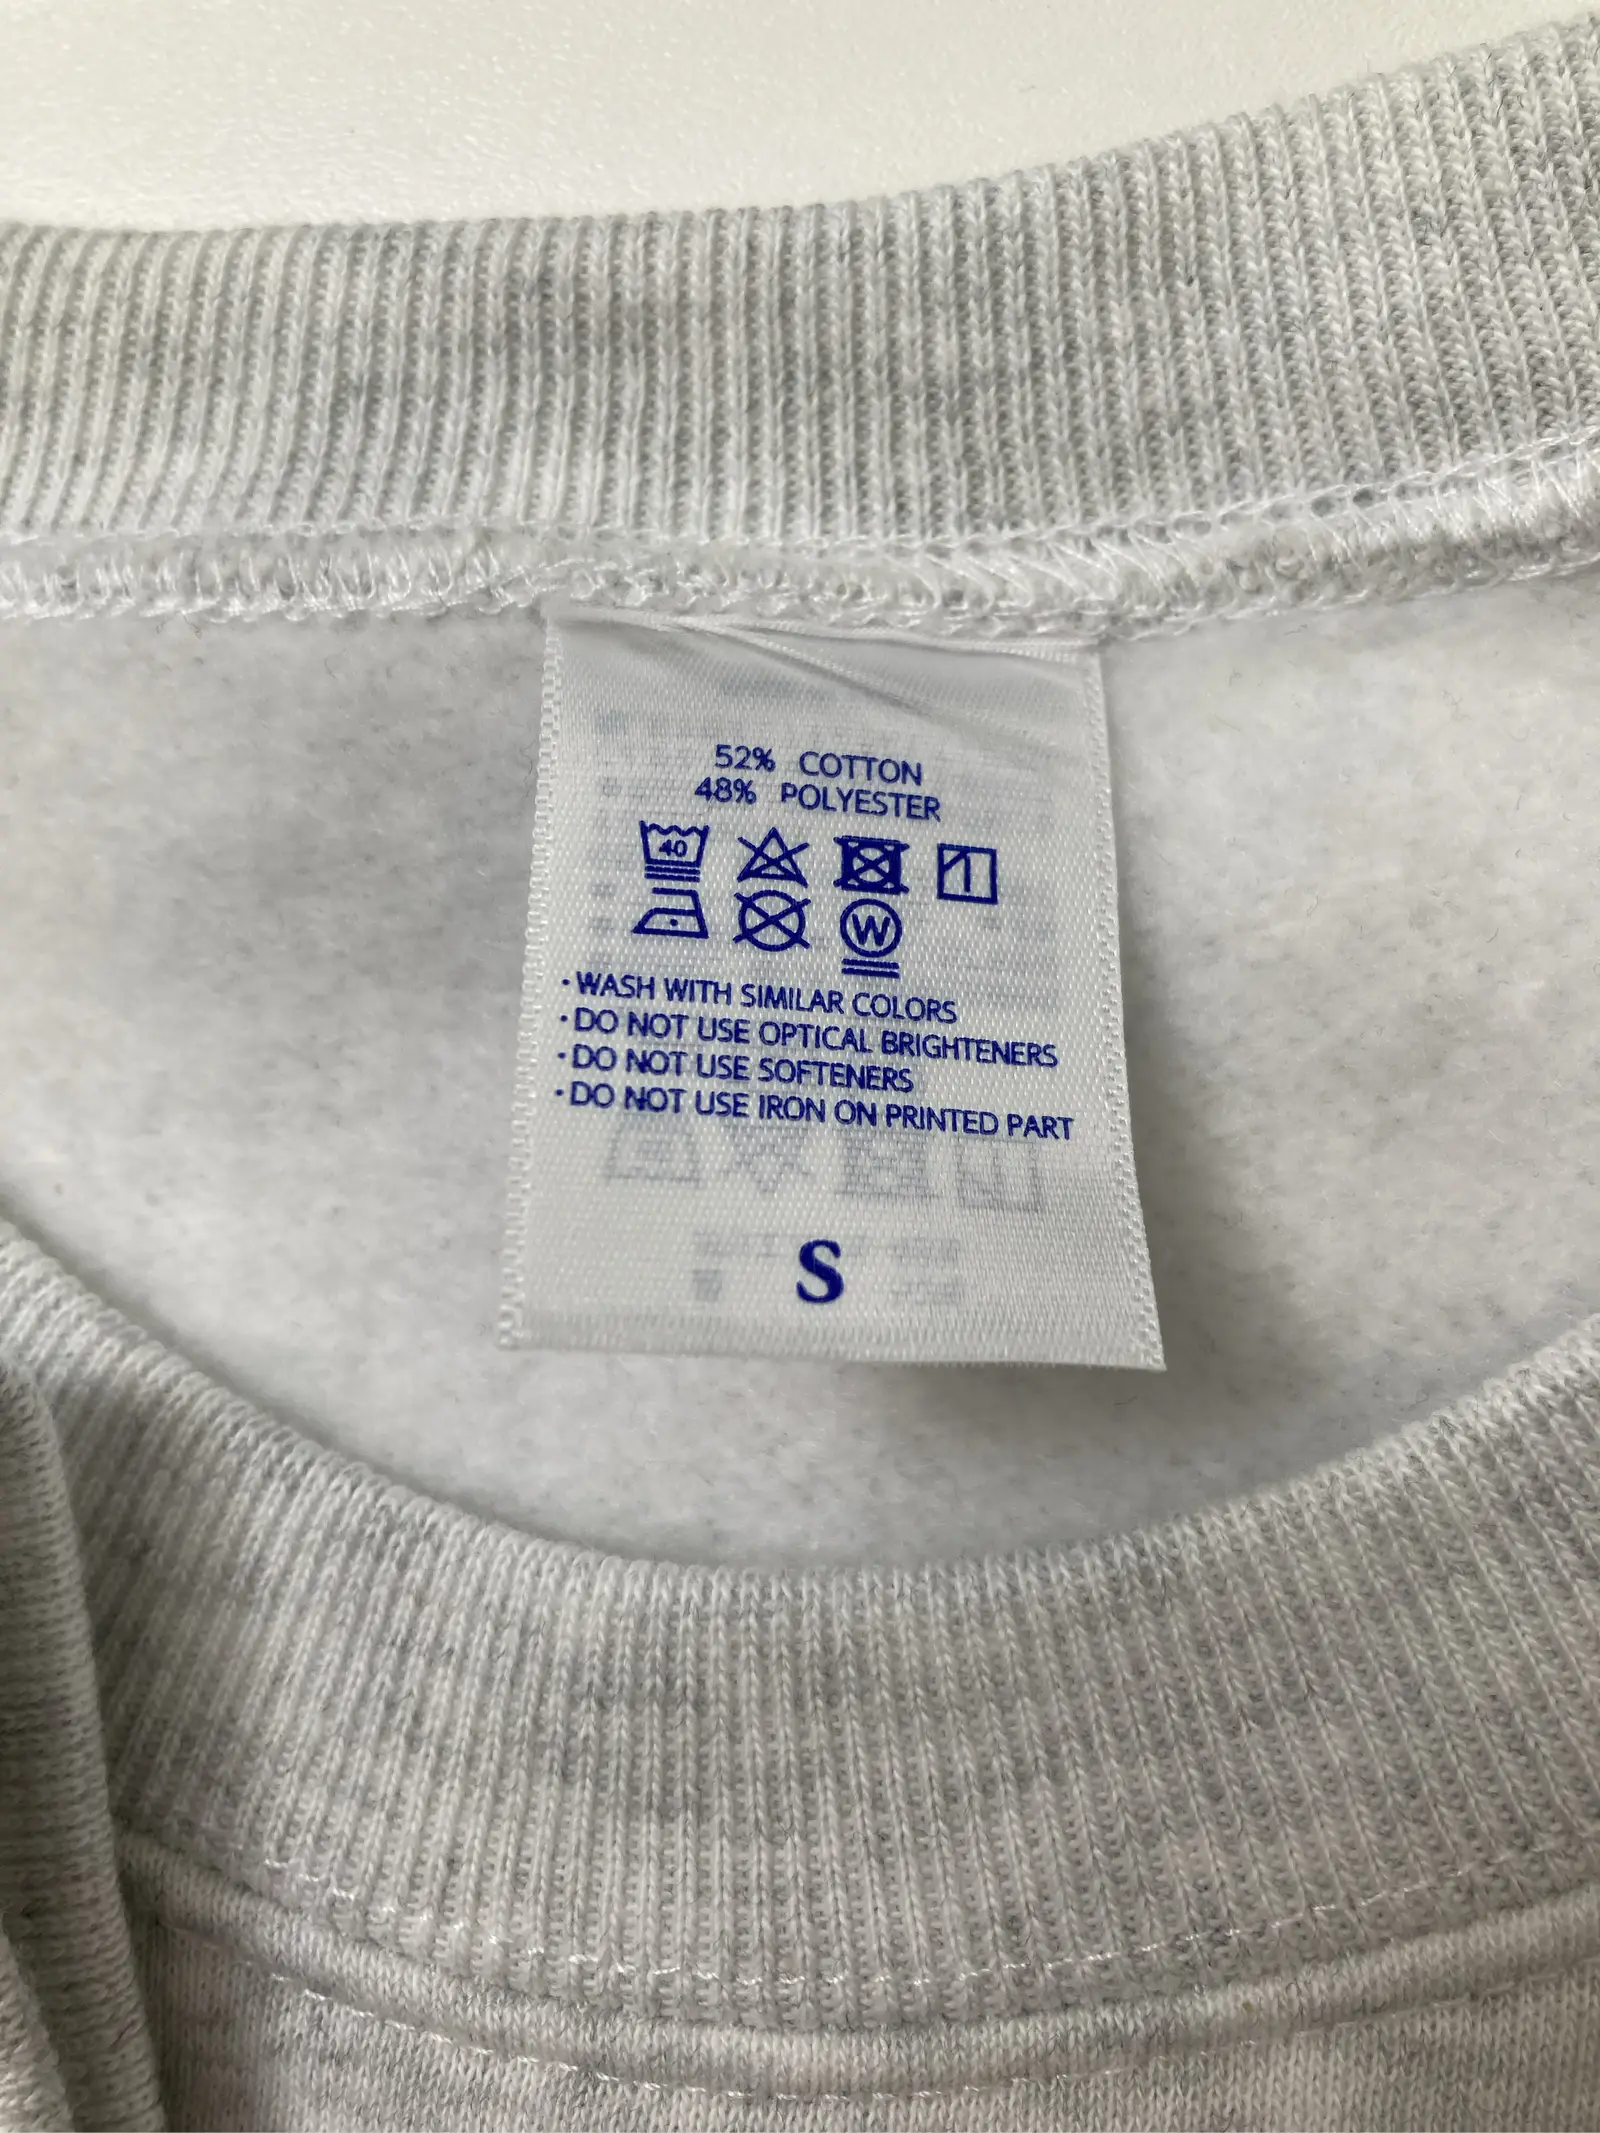 52% COTTON
48% POLYESTER
40
W
·WASH WITH SIMILAR COLORS
·DO NOT USE OPTICAL BRIGHTENERS
·DO NOT USE SOFTENERS
·DO NOT USE IRON ON PRINTED PART
S